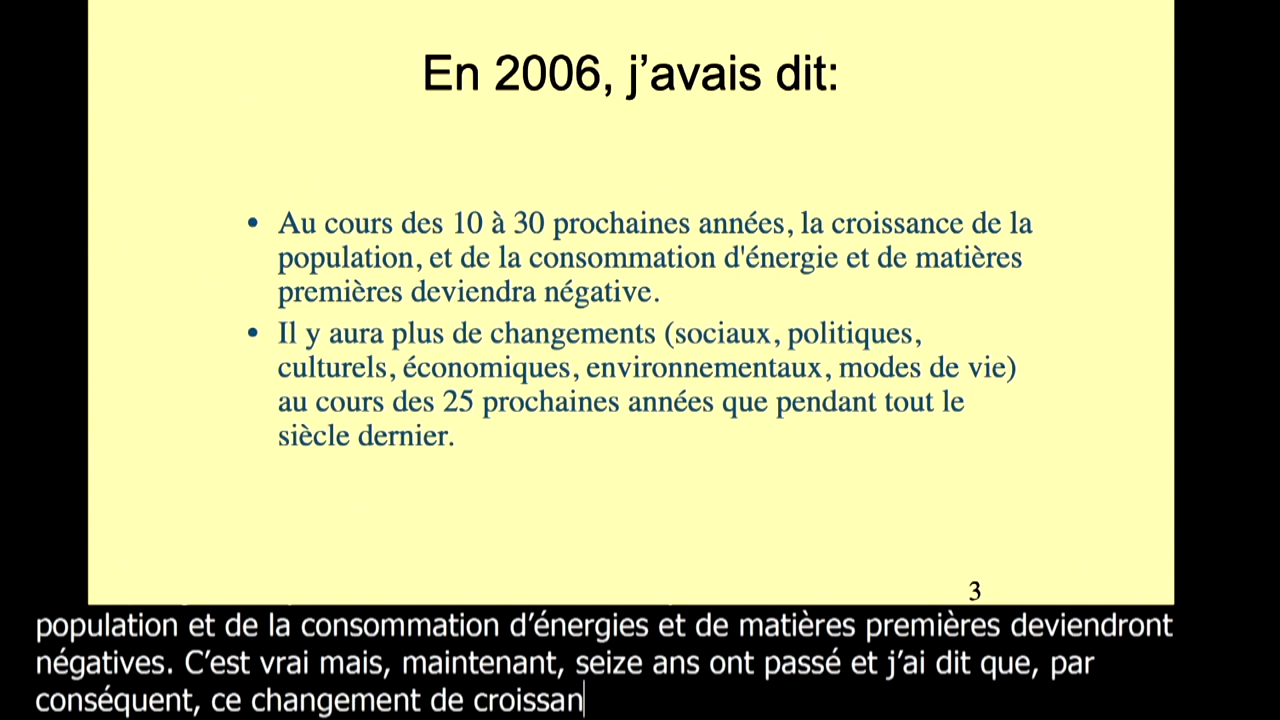 En 2006, j’avais dit:
• Au cours des 10 à 30 prochaines années, la croissance de la
population, et de la consommation d'énergie et de matières
premières deviendra négative.
• Il y aura plus de changements (sociaux, politiques,
culturels, économiques, environnementaux, modes de vie)
au cours des 25 prochaines années que pendant tout le
siècle dernier.
3
population et de la consommation d’énergies et de matières premières deviendront
négatives. C’est vrai mais, maintenant, seize ans ont passé et j’ai dit que, par
conséquent, ce changement de croissan